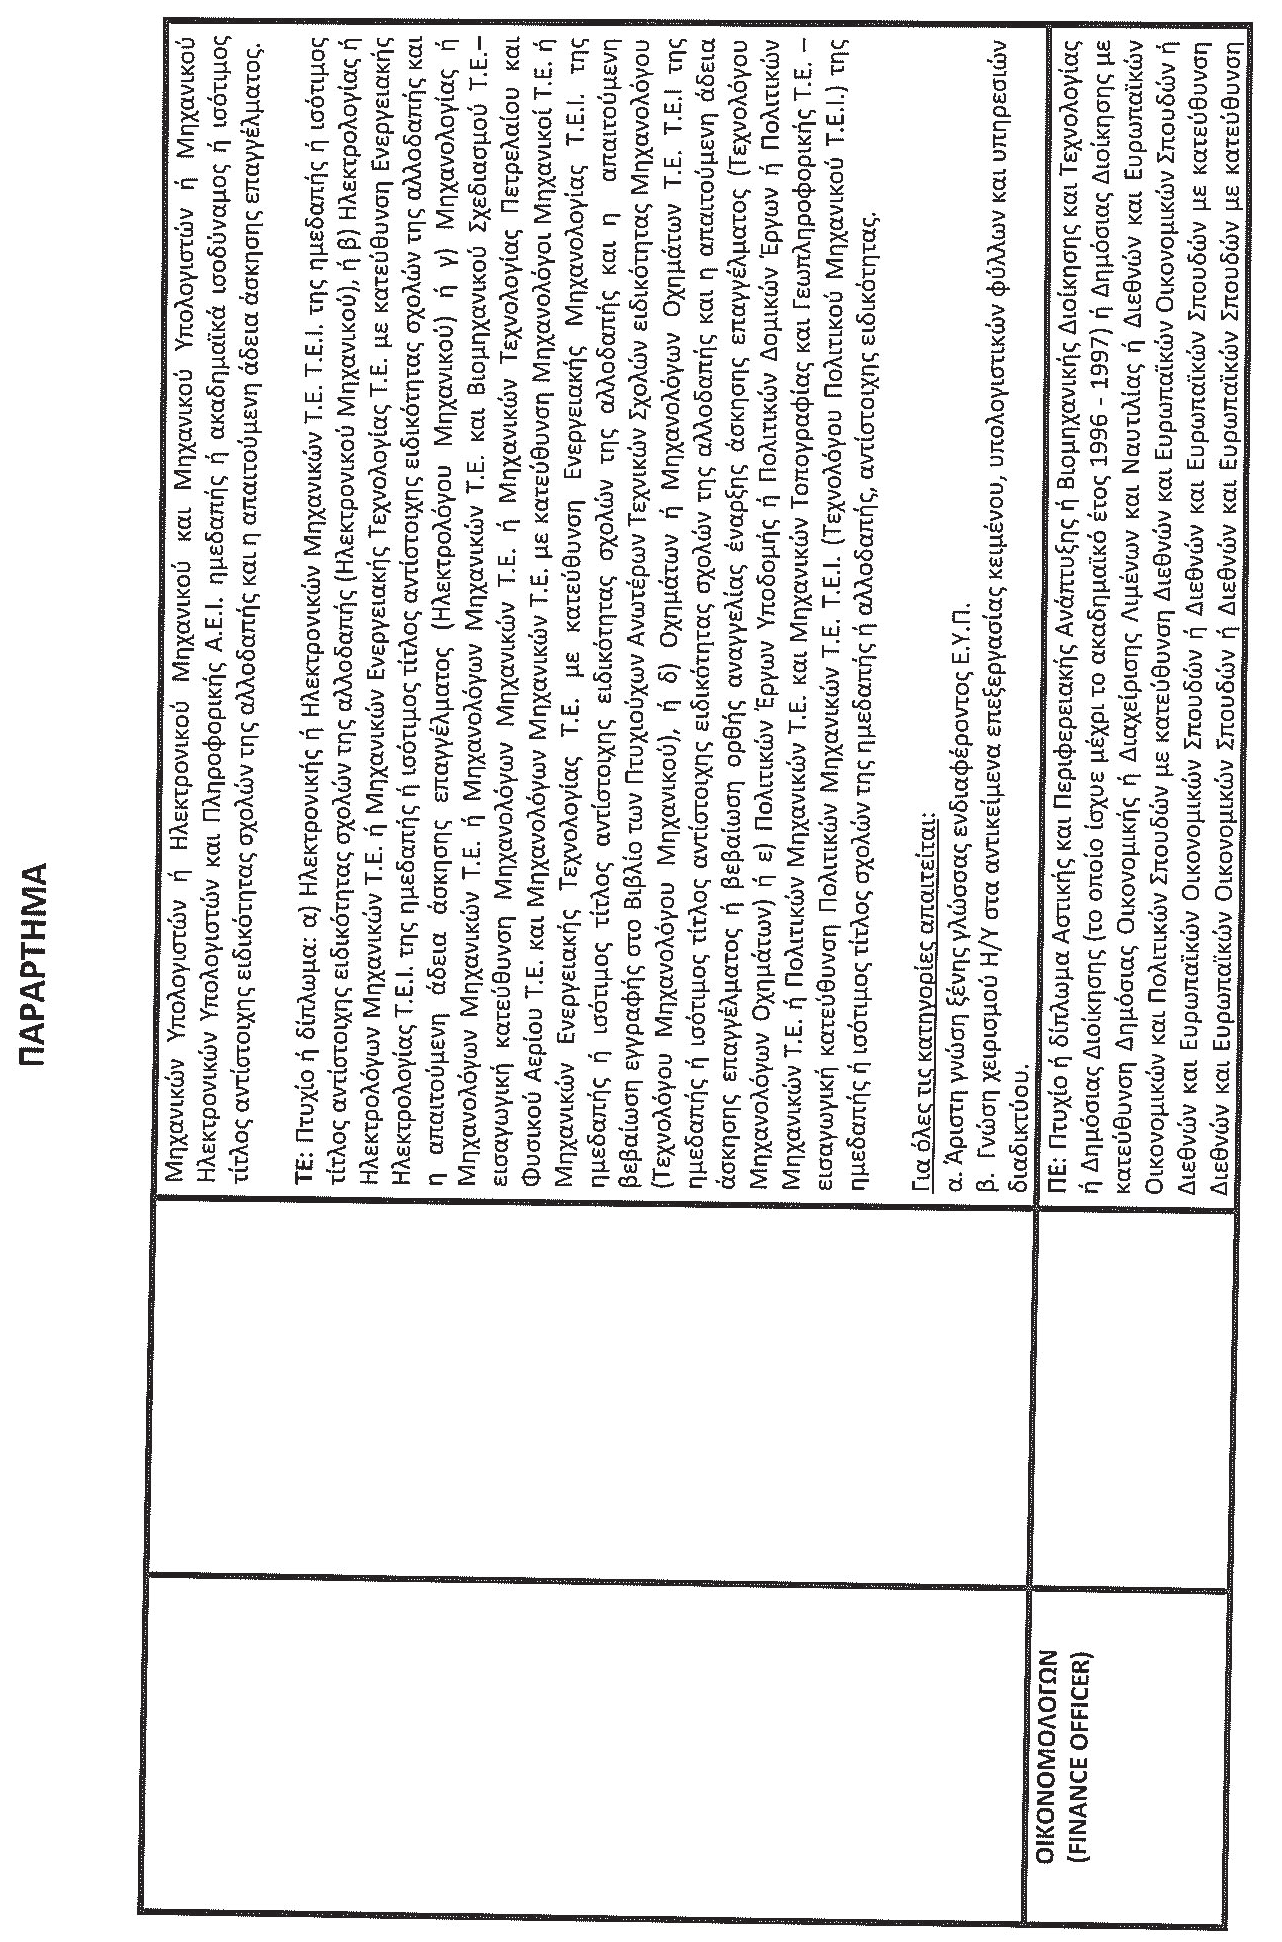 ΠΑΡΑΡΤΗΜΑ
Μηχανικών Υπολογιστών ή Ηλεκτρονικού Μηχανικού και Μηχανικού Υπολογιστών ή Μηχανικού
Ηλεκτρονικών Υπολογιστών και Πληροφορικής Α.Ε.Ι. ημεδαπής ή ακαδημαϊκά ισοδύναμος ή ισότιμος
τίτλος αντίστοιχης ειδικότητας σχολών της αλλοδαπής και η απαιτούμενη άδεια άσκησης επαγγέλματος.
ΤΕ: Πτυχίο ή δίπλωμα: α) Ηλεκτρονικής ή Ηλεκτρονικών Μηχανικών Τ.Ε. Τ.Ε.Ι. της ημεδαπής ή ισότιμος
τίτλος αντίστοιχης ειδικότητας σχολών της αλλοδαπής (Ηλεκτρονικού Μηχανικού), ή β) Ηλεκτρολογίας ή
Ηλεκτρολόγων Μηχανικών Τ.Ε. ή Μηχανικών Ενεργειακής Τεχνολογίας Τ.Ε. με κατεύθυνση Ενεργειακής
Ηλεκτρολογίας Τ.Ε.Ι. της ημεδαπής ή ισότιμος τίτλος αντίστοιχης ειδικότητας σχολών της αλλοδαπής και
η απαιτούμενη άδεια άσκησης επαγγέλματος (Ηλεκτρολόγου Μηχανικού) ή γ) Μηχανολογίας ή
Μηχανολόγων Μηχανικών Τ.Ε. ή Μηχανολόγων Μηχανικών Τ.Ε. και Βιομηχανικού Σχεδιασμού Τ.Ε.–
εισαγωγική κατεύθυνση Μηχανολόγων Μηχανικών Τ.Ε. ή Μηχανικών Τεχνολογίας Πετρελαίου και
Φυσικού Αερίου Τ.Ε. και Μηχανολόγων Μηχανικών Τ.Ε. με κατεύθυνση Μηχανολόγοι Μηχανικοί Τ.Ε. ή
Μηχανικών Ενεργειακής Τεχνολογίας Τ.Ε. με κατεύθυνση Ενεργειακής Μηχανολογίας Τ.Ε.Ι. της
ημεδαπής ή ισότιμος τίτλος αντίστοιχης ειδικότητας σχολών της αλλοδαπής και η απαιτούμενη
βεβαίωση εγγραφής στο Βιβλίο των Πτυχιούχων Ανωτέρων Τεχνικών Σχολών ειδικότητας Μηχανολόγου
(Τεχνολόγου Μηχανολόγου Μηχανικού), ή δ) Οχημάτων ή Μηχανολόγων Οχημάτων Τ.Ε. Τ.Ε.Ι της
ημεδαπής ή ισότιμος τίτλος αντίστοιχης ειδικότητας σχολών της αλλοδαπής και η απαιτούμενη άδεια
άσκησης επαγγέλματος ή βεβαίωση ορθής αναγγελίας έναρξης άσκησης επαγγέλματος (Τεχνολόγου
Μηχανολόγων Οχημάτων) ή ε) Πολιτικών Έργων Υποδομής ή Πολιτικών Δομικών Έργων ή Πολιτικών
Μηχανικών Τ.Ε. ή Πολιτικών Μηχανικών Τ.Ε. και Μηχανικών Τοπογραφίας και Γεωπληροφορικής Τ.Ε. –
εισαγωγική κατεύθυνση Πολιτικών Μηχανικών Τ.Ε. Τ.Ε.Ι. (Τεχνολόγου Πολιτικού Μηχανικού Τ.Ε.Ι.) της
ημεδαπής ή ισότιμος τίτλος σχολών της ημεδαπής ή αλλοδαπής, αντίστοιχης ειδικότητας.
Για όλες τις κατηγορίες απαιτείται:
α. Άριστη γνώση ξένης γλώσσας ενδιαφέροντος Ε.Υ.Π.
β. Γνώση χειρισμού Η/Υ στα αντικείμενα επεξεργασίας κειμένου, υπολογιστικών φύλλων και υπηρεσιών
διαδικτύου.
ΟΙΚΟΝΟΜΟΛΟΓΩΝ
(FINANCE OFFICER)
ΠΕ: Πτυχίο ή δίπλωμα Αστικής και Περιφερειακής Ανάπτυξης ή Βιομηχανικής Διοίκησης και Τεχνολογίας
ή Δημόσιας Διοίκησης (το οποίο ίσχυε μέχρι το ακαδημαϊκό έτος 1996 - 1997) ή Δημόσιας Διοίκησης με
κατεύθυνση Δημόσιας Οικονομικής ή Διαχείρισης Λιμένων και Ναυτιλίας ή Διεθνών και Ευρωπαϊκών
Οικονομικών και Πολιτικών Σπουδών με κατεύθυνση Διεθνών και Ευρωπαϊκών Οικονομικών Σπουδών ή
Διεθνών και Ευρωπαϊκών Οικονομικών Σπουδών ή Διεθνών και Ευρωπαϊκών Σπουδών με κατεύθυνση
Διεθνών και Ευρωπαϊκών Οικονομικών Σπουδών ή Διεθνών και Ευρωπαϊκών Σπουδών με κατεύθυνση